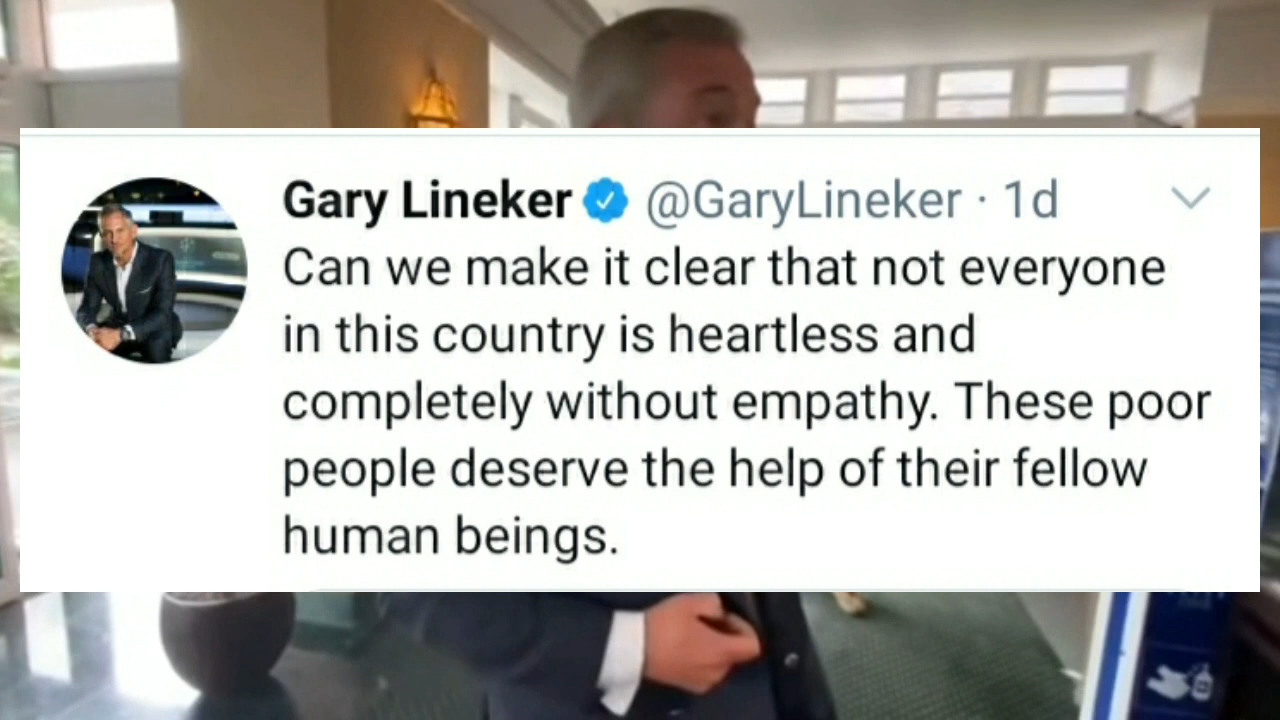 Gary Lineker @GaryLineker · 1d
Can we make it clear that not everyone
in this country is heartless and
completely without empathy. These poor
people deserve the help of their fellow
human beings.